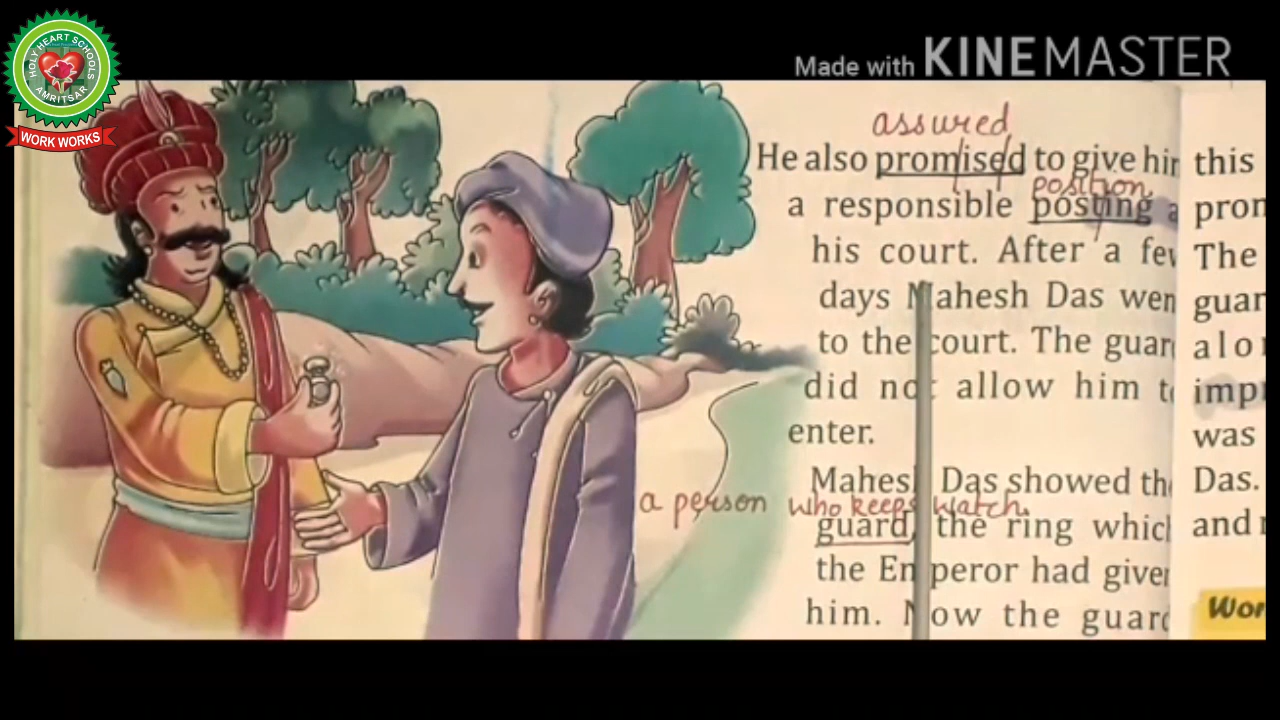 HOLY HEART SCHOOLS
AMRITSAR
WORK WORKS
Made with KINEMASTER
assured
He also promised to give hi
position
a responsible posting a
his court. After a fe
days Mahesh Das wen
to the court. The guar
did not allow him t
enter.
Mahesh Das showed th
a person who keeps watch.
guard, the ring whic
the Emperor had give
him. Now the guar
this
pro
The
guar
alo
imp
was
Das.
and
Wor